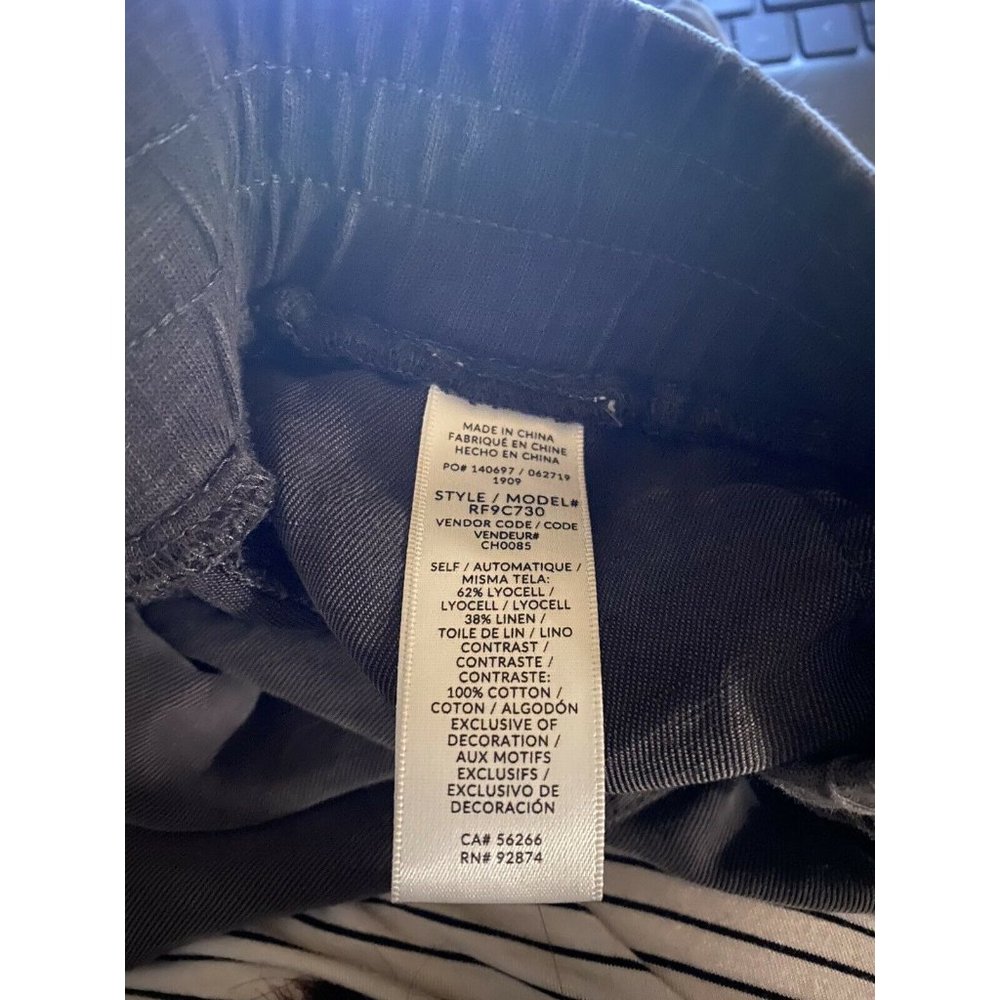 MADE IN CHINA
FABRIQUÉ EN CHINE
HECHO EN CHINA
PO# 140697 / 062719
1909
STYLE / MODEL#
RF9C730
VENDOR CODE / CODE
VENDEUR#
CH0085
SELF / AUTOMATIQUE /
MISMA TELA:
62% LYOCELL /
LYOCELL / LYOCELL
38% LINEN /
TOILE DE LIN / LINO
CONTRAST /
CONTRASTE /
CONTRASTE:
100% COTTON /
COTON / ALGODÓN
EXCLUSIVE OF
DECORATION /
AUX MOTIFS
EXCLUSIFS /
EXCLUSIVO DE
DECORACIÓN
CA# 56266
RN# 92874